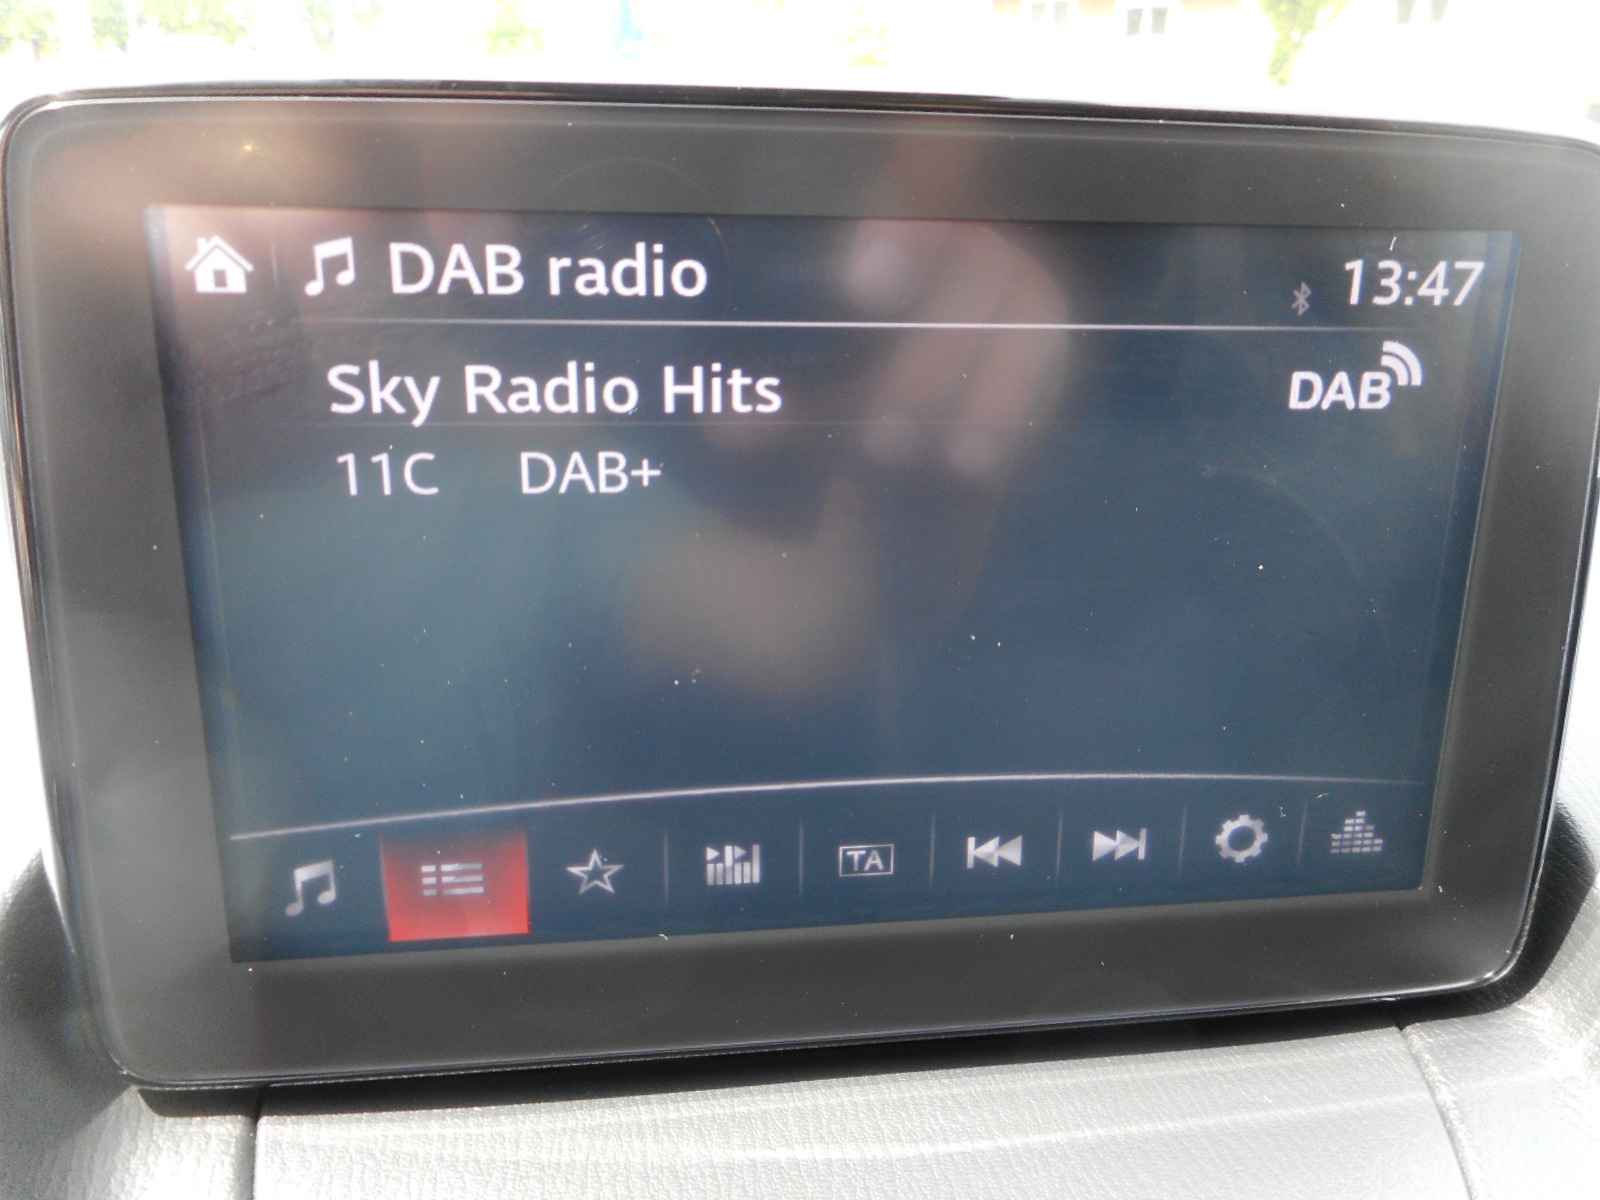 DAB radio
13:47
Sky Radio Hits
DAB
11C DAB+
TA